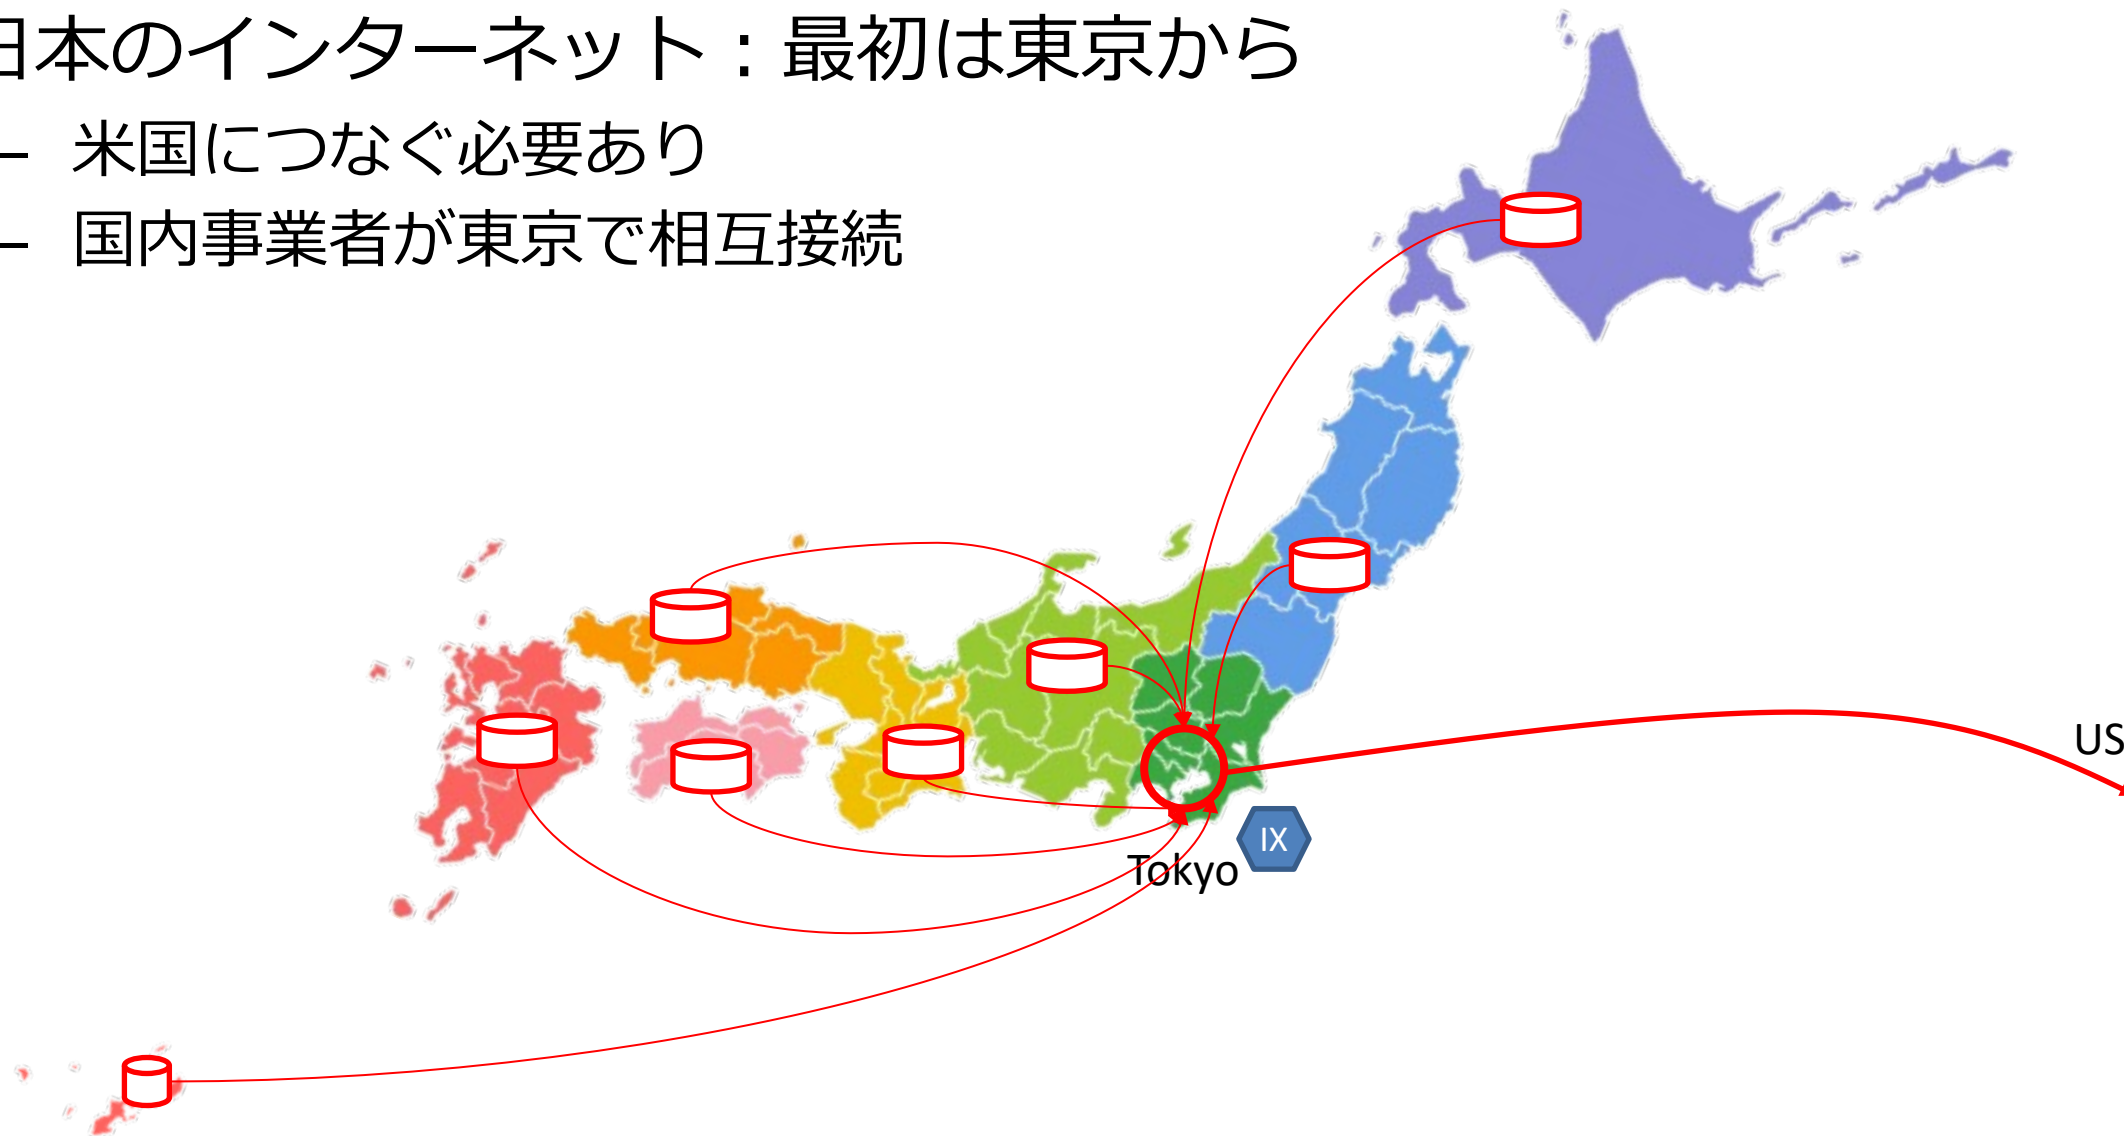 日本のインターネット：最初は東京から
– 米国につなぐ必要あり
– 国内事業者が東京で相互接続
US
IX
Tokyo